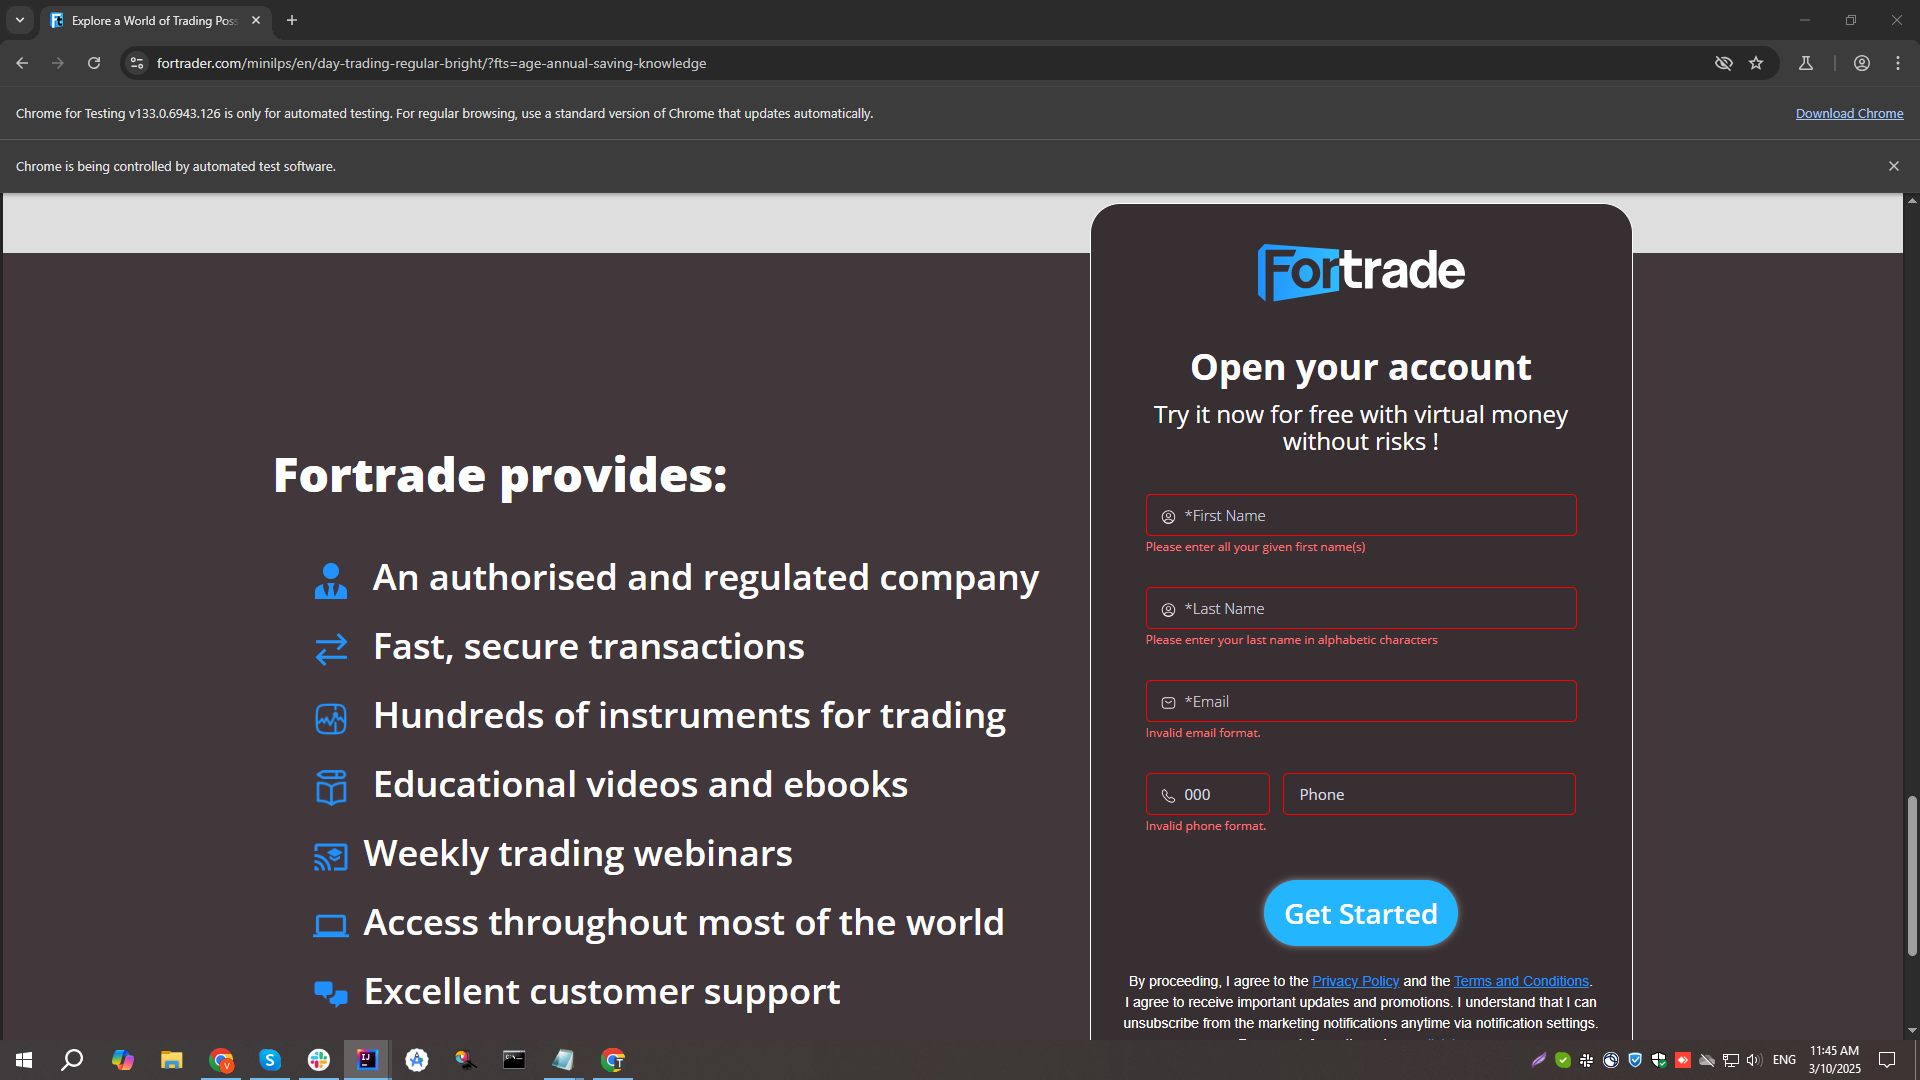 Explore a World of Trading Poss
fortrader.com/minilps/en/day-trading-regular-bright/?fts=age-annual-saving-knowledge
Chrome for Testing v133.0.6943.126 is only for automated testing. For regular browsing, use a standard version of Chrome that updates automatically.
Download Chrome
Chrome is being controlled by automated test software.
Fortrade
Open your account
Try it now for free with virtual money
without risks !
Fortrade provides:
An authorised and regulated company
Fast, secure transactions
Hundreds of instruments for trading
Educational videos and ebooks
Weekly trading webinars
Access throughout most of the world
Excellent customer support
*First Name
Please enter all your given first name(s)
*Last Name
Please enter your last name in alphabetic characters
*Email
Invalid email format.
000
Phone
Invalid phone format.
Get Started
By proceeding, I agree to the Privacy Policy and the Terms and Conditions.
I agree to receive important updates and promotions. I understand that I can
unsubscribe from the marketing notifications anytime via notification settings.
ENG
11:45 AM
3/10/2025